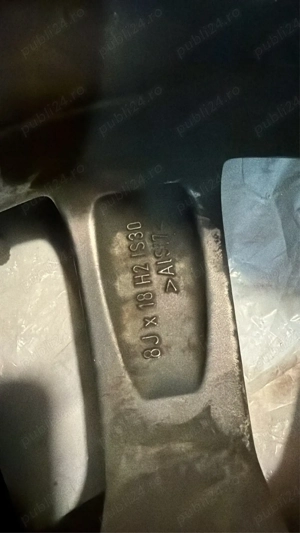 8J x 18 H2 IS30
>AlSi7
publi24.ro